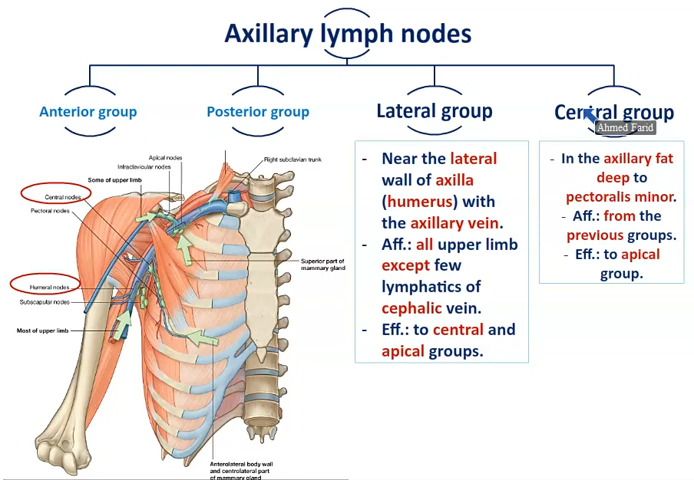 Axillary lymph nodes
Anterior group
Posterior group
Lateral group
Central group
Ahmed Farid
Apical nodes
Infraclavicular nodes
Right subclavian trunk
Some of upper limb
Central nodes
Pectoral nodes
Superior part of
mammary gland
Humeral nodes
Subscapular nodes
Most of upper limb
Anterolateral body wall
and centrolateral part
of mammary gland
- Near the lateral
wall of axilla
(humerus) with
the axillary vein.
- Aff.: all upper limb
except few
lymphatics of
cephalic vein.
- Eff.: to central and
apical groups.
- In the axillary fat
deep to
pectoralis minor.
- Aff.: from the
previous groups.
- Eff.: to apical
group.